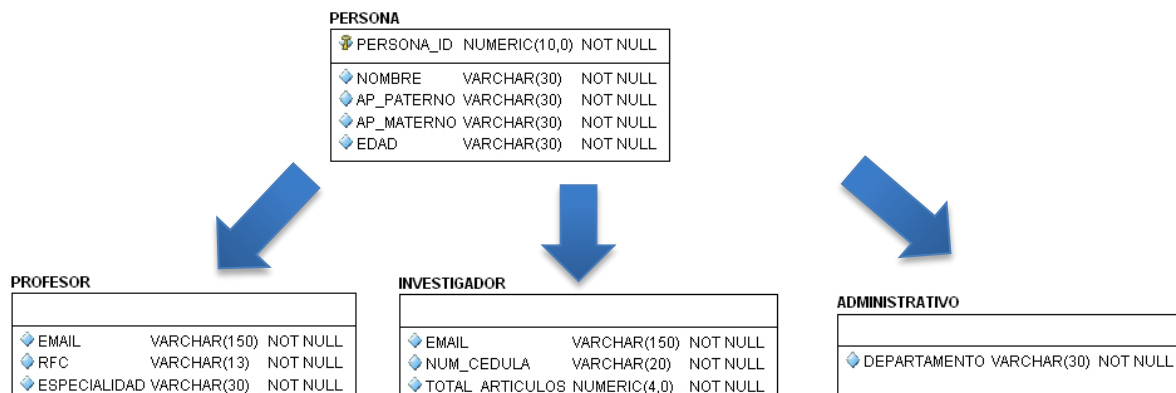 PERSONA
PERSONA_ID NUMERIC(10,0) NOT NULL
NOMBRE VARCHAR(30) NOT NULL
AP_PATERNO VARCHAR(30) NOT NULL
AP_MATERNO VARCHAR(30) NOT NULL
EDAD VARCHAR(30) NOT NULL
PROFESOR
EMAIL VARCHAR(150) NOT NULL
RFC VARCHAR(13) NOT NULL
ESPECIALIDAD VARCHAR(30) NOT NULL
INVESTIGADOR
EMAIL VARCHAR(150) NOT NULL
NUM_CEDULA VARCHAR(20) NOT NULL
TOTAL_ARTICULOS NUMERIC(4,0) NOT NULL
ADMINISTRATIVO
DEPARTAMENTO VARCHAR(30) NOT NULL